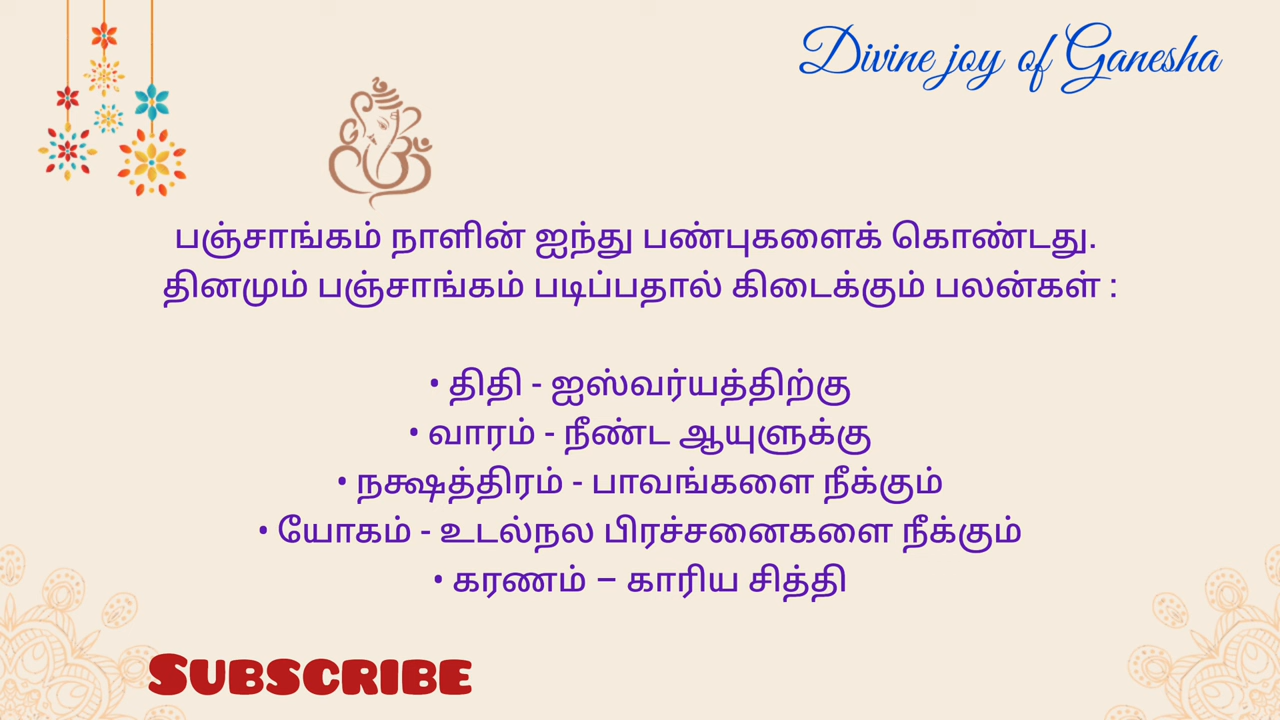 Divine joy of Ganesha
பஞ்சாங்கம் நாளின் ஐந்து பண்புகளைக் கொண்டது.
தினமும் பஞ்சாங்கம் படிப்பதால் கிடைக்கும் பலன்கள் :
• திதி - ஐஸ்வர்யத்திற்கு
• வாரம் - நீண்ட ஆயுளுக்கு
• நக்ஷத்திரம் - பாவங்களை நீக்கும்
• யோகம் - உடல்நல பிரச்சனைகளை நீக்கும்
• கரணம் – காரிய சித்தி
SUBSCRIBE